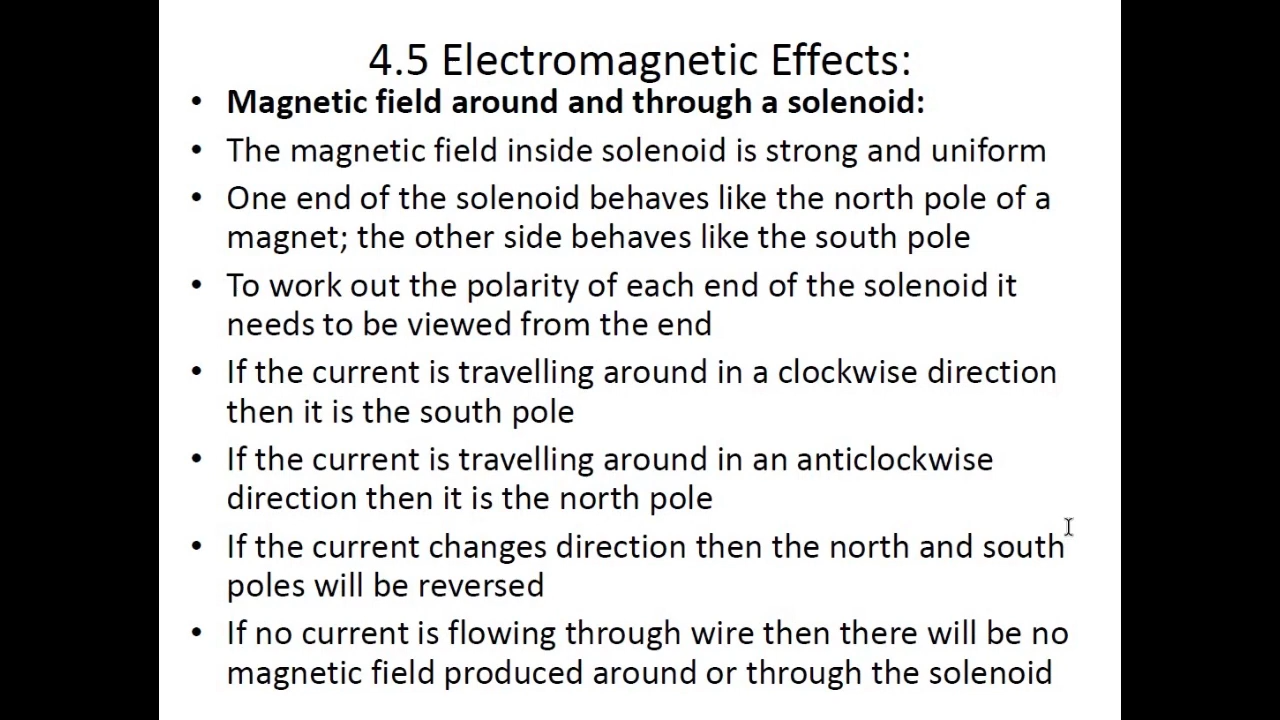 4.5 Electromagnetic Effects:
• Magnetic field around and through a solenoid:
• The magnetic field inside solenoid is strong and uniform
• One end of the solenoid behaves like the north pole of a
magnet; the other side behaves like the south pole
• To work out the polarity of each end of the solenoid it
needs to be viewed from the end
• If the current is travelling around in a clockwise direction
then it is the south pole
• If the current is travelling around in an anticlockwise
direction then it is the north pole
• If the current changes direction then the north and south
poles will be reversed
• If no current is flowing through wire then there will be no
magnetic field produced around or through the solenoid